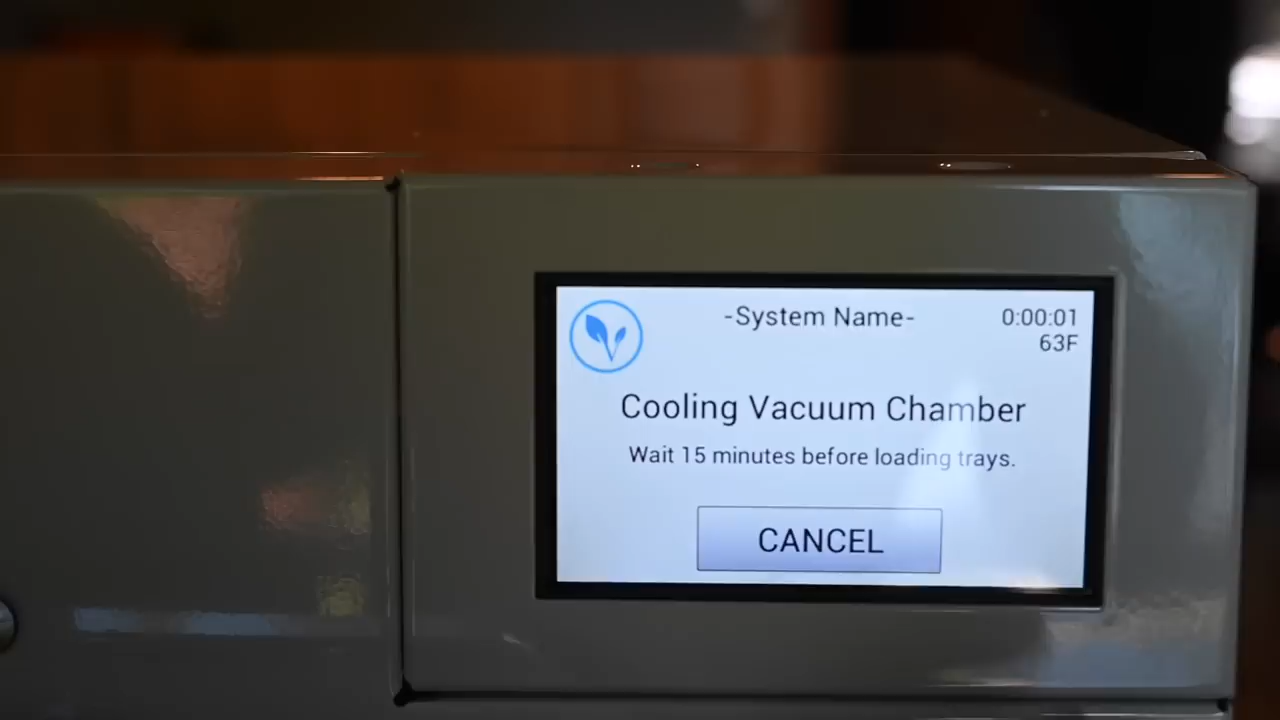 -System Name-
0:00:01
63F
Cooling Vacuum Chamber
Wait 15 minutes before loading trays.
CANCEL